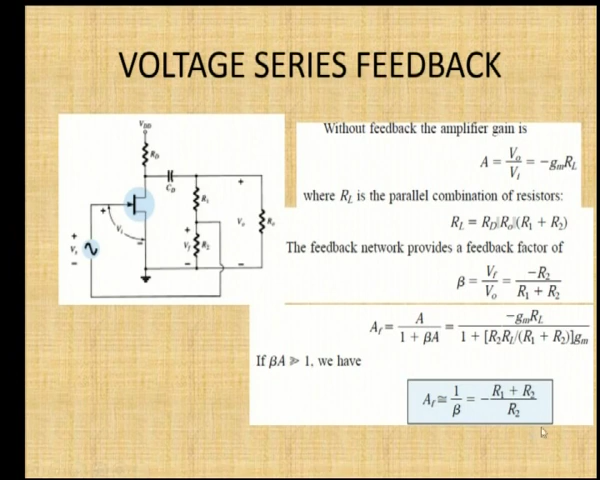 VOLTAGE SERIES FEEDBACK
V_DD
R_D
C_D
R_1
R_2
V_o
R_o
V_i
V_f
V_s
Without feedback the amplifier gain is
A = V_o/V_i = −g_mR_L
where R_L is the parallel combination of resistors:
R_L = R_D∥R_o∥(R_1 + R_2)
The feedback network provides a feedback factor of
β = V_f/V_o = −R_2/(R_1 + R_2)
A_f = A/(1 + βA) = −g_mR_L/(1 + [R_2R_L/(R_1 + R_2)]g_m)
If βA ≫ 1, we have
A_f ≅ 1/β = −(R_1 + R_2)/R_2